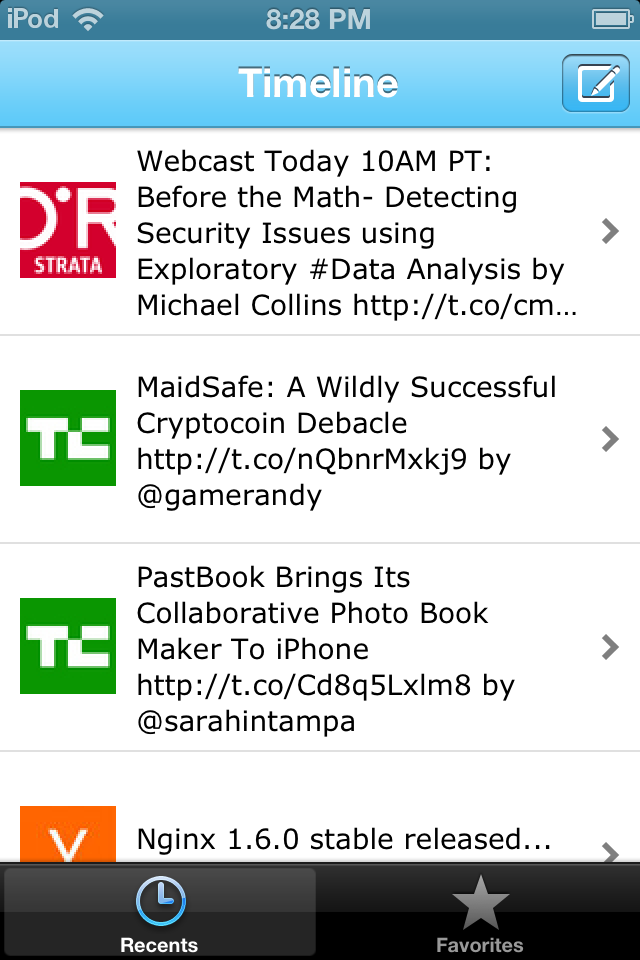 iPod 8:28 PM
Timeline
Webcast Today 10AM PT:
Before the Math- Detecting
Security Issues using
Exploratory #Data Analysis by
Michael Collins http://t.co/cm...
O'R
STRATA
MaidSafe: A Wildly Successful
Cryptocoin Debacle
http://t.co/nQbnrMxkj9 by
@gamerandy
TC
PastBook Brings Its
Collaborative Photo Book
Maker To iPhone
http://t.co/Cd8q5Lxlm8 by
@sarahintampa
TC
Y
Nginx 1.6.0 stable released...
Recents Favorites